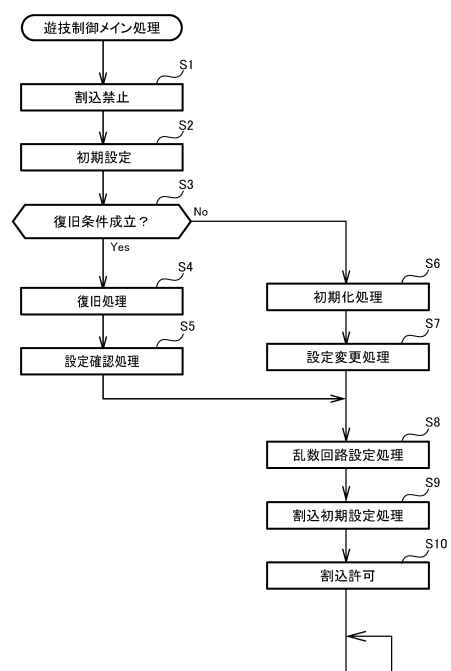 遊技制御メイン処理
S1
割込禁止
S2
初期設定
S3
復旧条件成立？
No
Yes
S4
復旧処理
S5
設定確認処理
S6
初期化処理
S7
設定変更処理
S8
乱数回路設定処理
S9
割込初期設定処理
S10
割込許可